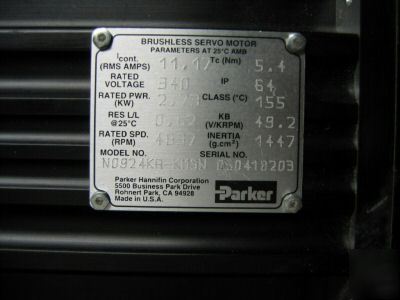 BRUSHLESS SERVO MOTOR
PARAMETERS AT 25°C AMB
Icont. (RMS AMPS) Tc (Nm) 5.4
RATED VOLTAGE 340 IP 64
RATED PWR. (KW) CLASS (°C) 155
RES L/L @25°C KB (V/KRPM) 49.2
RATED SPD. (RPM) INERTIA (g.cm²) 1447
MODEL NO. SERIAL NO.
Parker Hannifin Corporation
5500 Business Park Drive
Rohnert Park, CA 94928
Made in U.S.A.
Parker